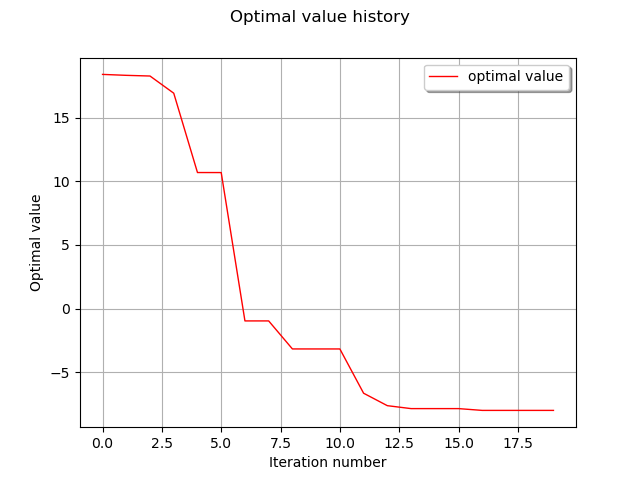 Optimal value history
optimal value
15
10
5
0
−5
Optimal value
0.0 2.5 5.0 7.5 10.0 12.5 15.0 17.5
Iteration number